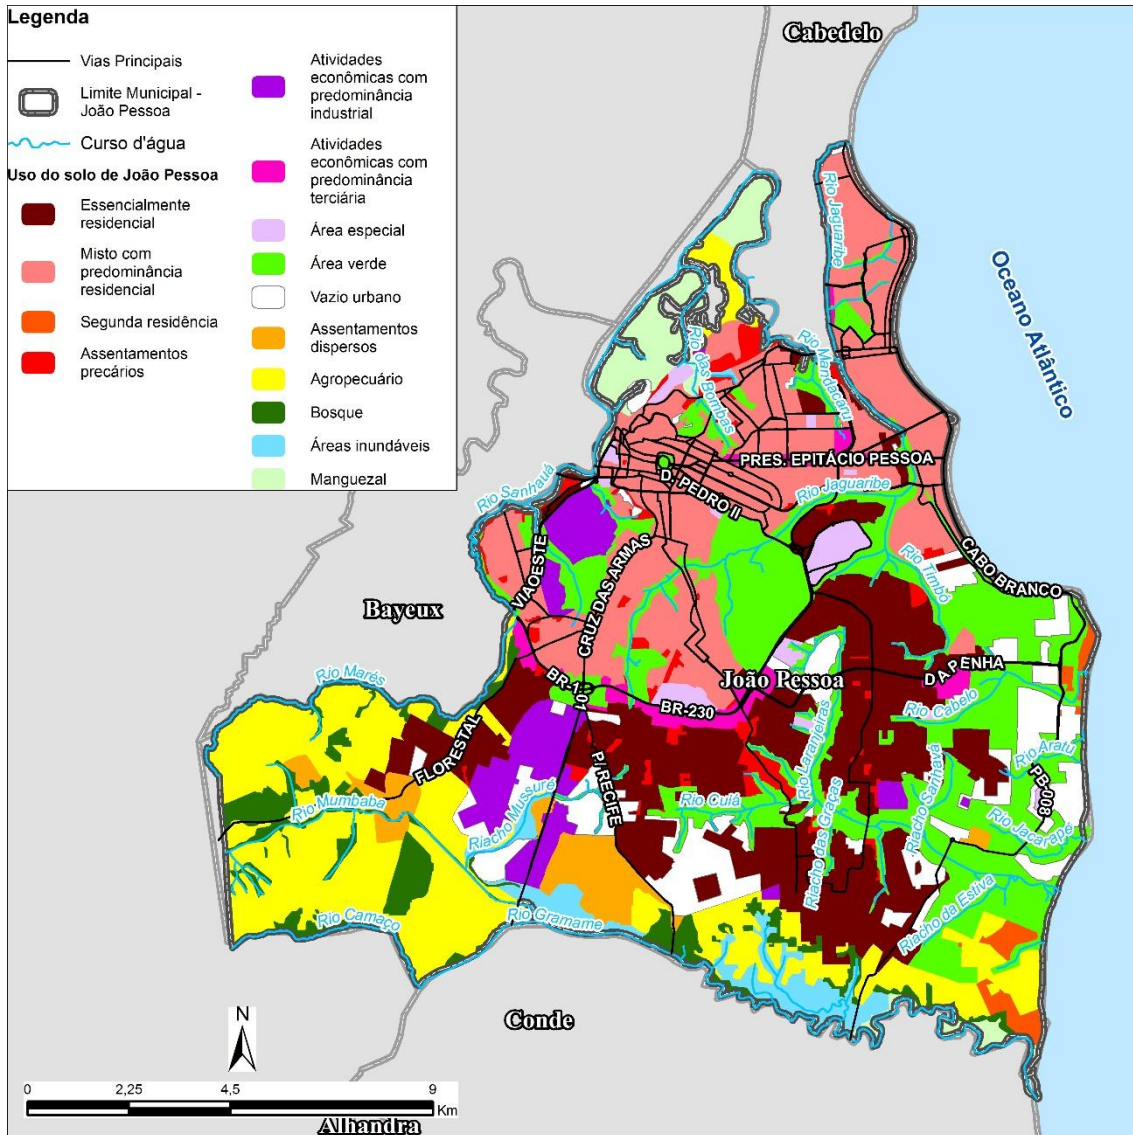 Legenda
Vias Principais
Limite Municipal -
João Pessoa
Curso d'água
Uso do solo de João Pessoa
Essencialmente
residencial
Misto com
predominância
residencial
Segunda residência
Assentamentos
precários
Atividades
econômicas com
predominância
industrial
Atividades
econômicas com
predominância
terciária
Área especial
Área verde
Vazio urbano
Assentamentos
dispersos
Agropecuário
Bosque
Áreas inundáveis
Manguezal
Cabedelo
Rio Jaguaribe
Oceano Atlântico
Rio Mandacaru
Rio das Bombas
PRES. EPITÁCIO PESSOA
D. PEDRO II
Rio Jaguaribe
Rio Sanhauá
VIAOESTE
CRUZ DAS ARMAS
CABO BRANCO
Rio Timbó
Bayeux
João Pessoa
DA PENHA
Rio Cabelo
BR-101
BR-230
Rio Marés
FLORESTAL
P/ RECIFE
Rio Laranjeiras
Rio Aratú
PB-008
Riacho Sanhavá
Rio Mumbaba
Riacho Mussuré
Rio Cuiá
Riacho das Graças
Rio Jacarapé
Riacho da Estiva
Rio Camaço
Rio Gramame
Conde
N
0 2,25 4,5 9
Km
Alhandra